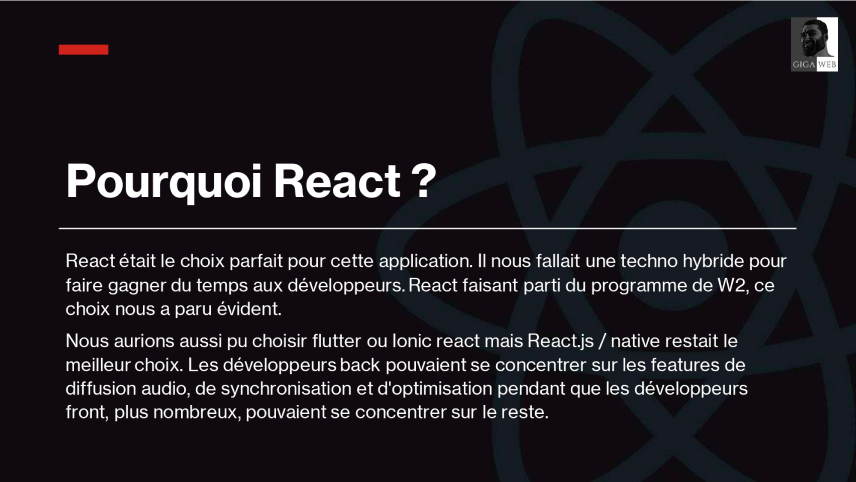 GIGA WEB
Pourquoi React ?
React était le choix parfait pour cette application. Il nous fallait une techno hybride pour
faire gagner du temps aux développeurs. React faisant parti du programme de W2, ce
choix nous a paru évident.
Nous aurions aussi pu choisir flutter ou Ionic react mais React.js / native restait le
meilleur choix. Les développeurs back pouvaient se concentrer sur les features de
diffusion audio, de synchronisation et d'optimisation pendant que les développeurs
front, plus nombreux, pouvaient se concentrer sur le reste.